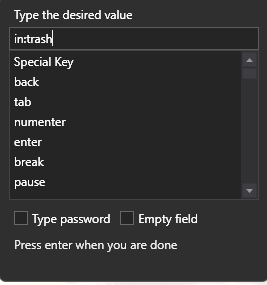 Type the desired value
in:trash
Special Key
back
tab
numenter
enter
break
pause
Type password Empty field
Press enter when you are done